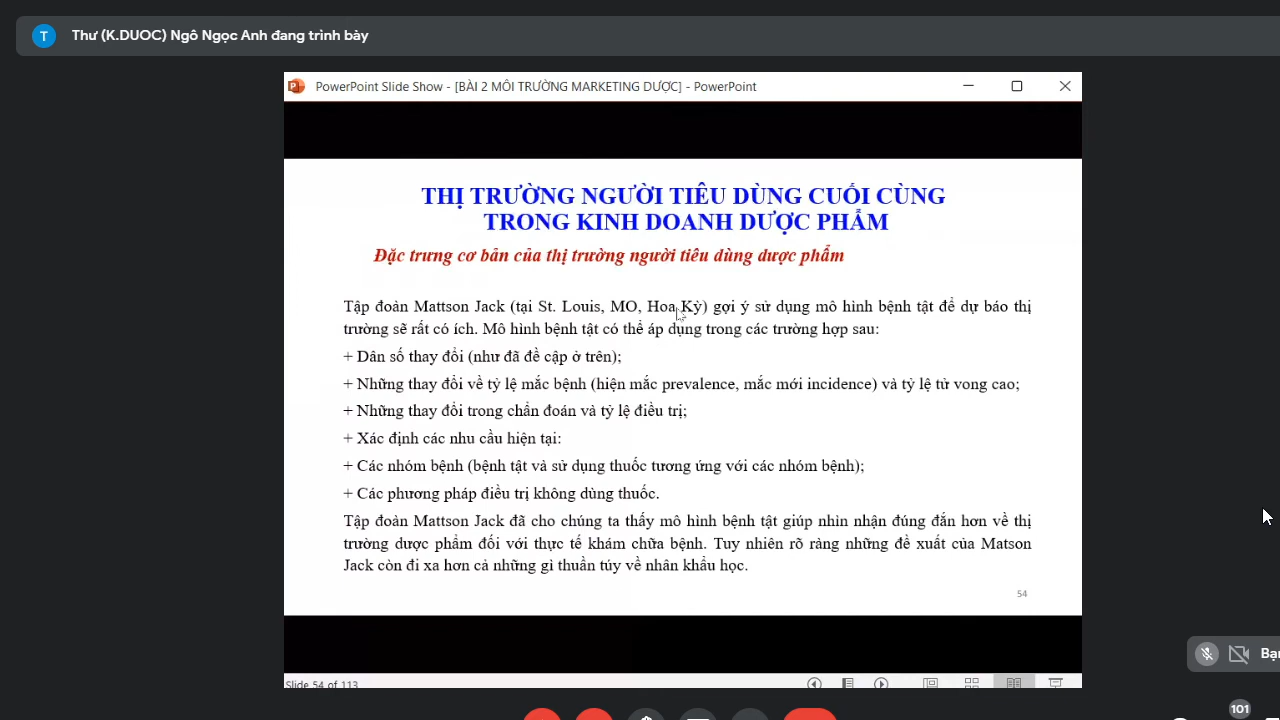 T
Thư (K.DUOC) Ngô Ngọc Anh đang trình bày
PowerPoint Slide Show - [BÀI 2 MÔI TRƯỜNG MARKETING DƯỢC] - PowerPoint
THỊ TRƯỜNG NGƯỜI TIÊU DÙNG CUỐI CÙNG
TRONG KINH DOANH DƯỢC PHẨM
Đặc trưng cơ bản của thị trường người tiêu dùng dược phẩm
Tập đoàn Mattson Jack (tại St. Louis, MO, Hoa Kỳ) gợi ý sử dụng mô hình bệnh tật để dự báo thị
trường sẽ rất có ích. Mô hình bệnh tật có thể áp dụng trong các trường hợp sau:
+ Dân số thay đổi (như đã đề cập ở trên);
+ Những thay đổi về tỷ lệ mắc bệnh (hiện mắc prevalence, mắc mới incidence) và tỷ lệ tử vong cao;
+ Những thay đổi trong chẩn đoán và tỷ lệ điều trị;
+ Xác định các nhu cầu hiện tại:
+ Các nhóm bệnh (bệnh tật và sử dụng thuốc tương ứng với các nhóm bệnh);
+ Các phương pháp điều trị không dùng thuốc.
Tập đoàn Mattson Jack đã cho chúng ta thấy mô hình bệnh tật giúp nhìn nhận đúng đắn hơn về thị
trường dược phẩm đối với thực tế khám chữa bệnh. Tuy nhiên rõ ràng những đề xuất của Matson
Jack còn đi xa hơn cả những gì thuần túy về nhân khẩu học.
54
Bạn
Slide 54 of 113
101